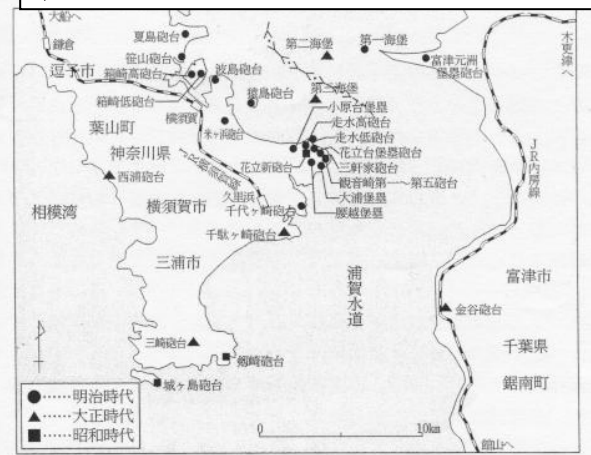 大船へ
鎌倉
逗子市
夏島砲台
笹山砲台
箱崎高砲台
箱崎低砲台
波島砲台
猿島砲台
横須賀
米ヶ浜砲台
第二海堡
第一海堡
第三海堡
富津元洲
堡塁砲台
木更線へ
小原台堡塁
走水高砲台
走水低砲台
花立台堡塁砲台
三軒家砲台
観音崎第一〜第五砲台
大浦堡塁
腰越堡塁
花立新砲台
葉山町
神奈川県
JR横須賀線
JR内房線
西浦砲台
久里浜
千代ヶ崎砲台
相模湾
横須賀市
千駄ヶ崎砲台
三浦市
浦賀水道
富津市
金谷砲台
千葉県
鋸南町
三崎砲台
剱崎砲台
城ヶ島砲台
●……明治時代
▲……大正時代
■……昭和時代
0 10km
館山へ